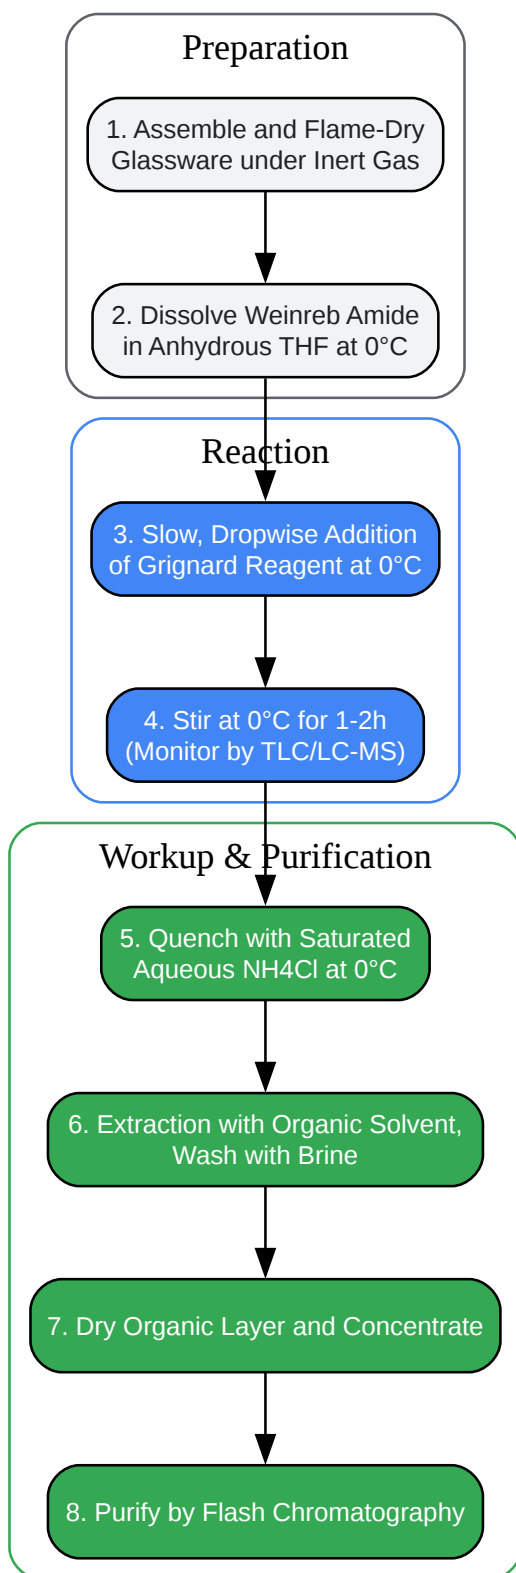 Preparation
1. Assemble and Flame-Dry
Glassware under Inert Gas
2. Dissolve Weinreb Amide
in Anhydrous THF at 0°C
Reaction
3. Slow, Dropwise Addition
of Grignard Reagent at 0°C
4. Stir at 0°C for 1-2h
(Monitor by TLC/LC-MS)
Workup & Purification
5. Quench with Saturated
Aqueous NH4Cl at 0°C
6. Extraction with Organic Solvent,
Wash with Brine
7. Dry Organic Layer and Concentrate
8. Purify by Flash Chromatography